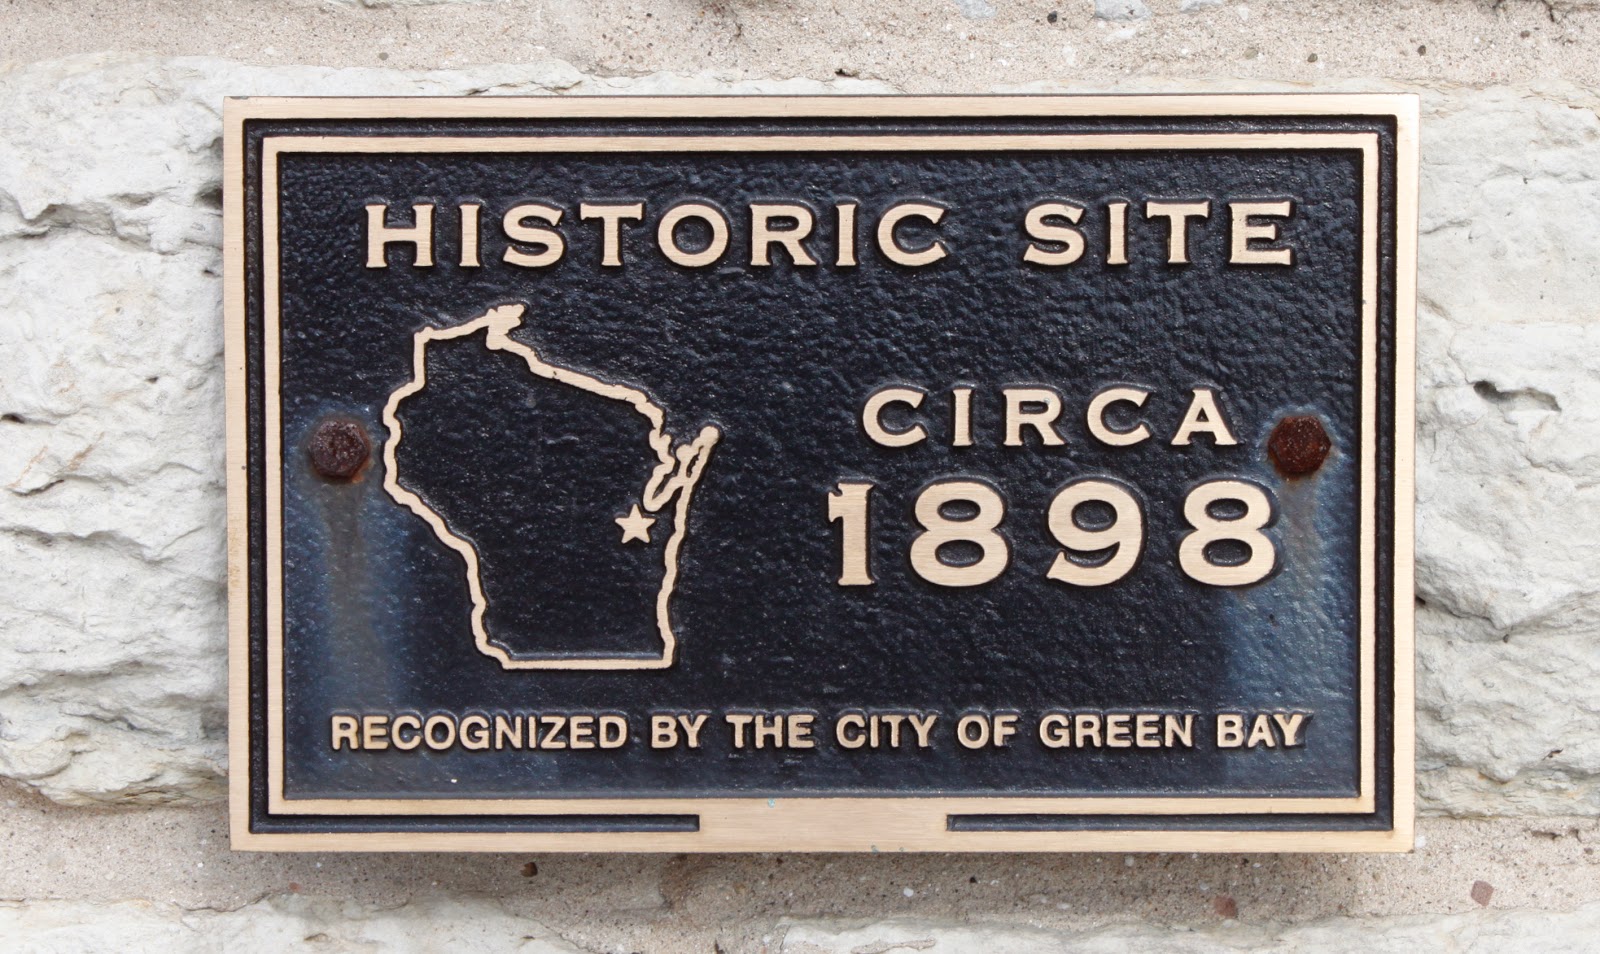 HISTORIC SITE
CIRCA
1898
RECOGNIZED BY THE CITY OF GREEN BAY